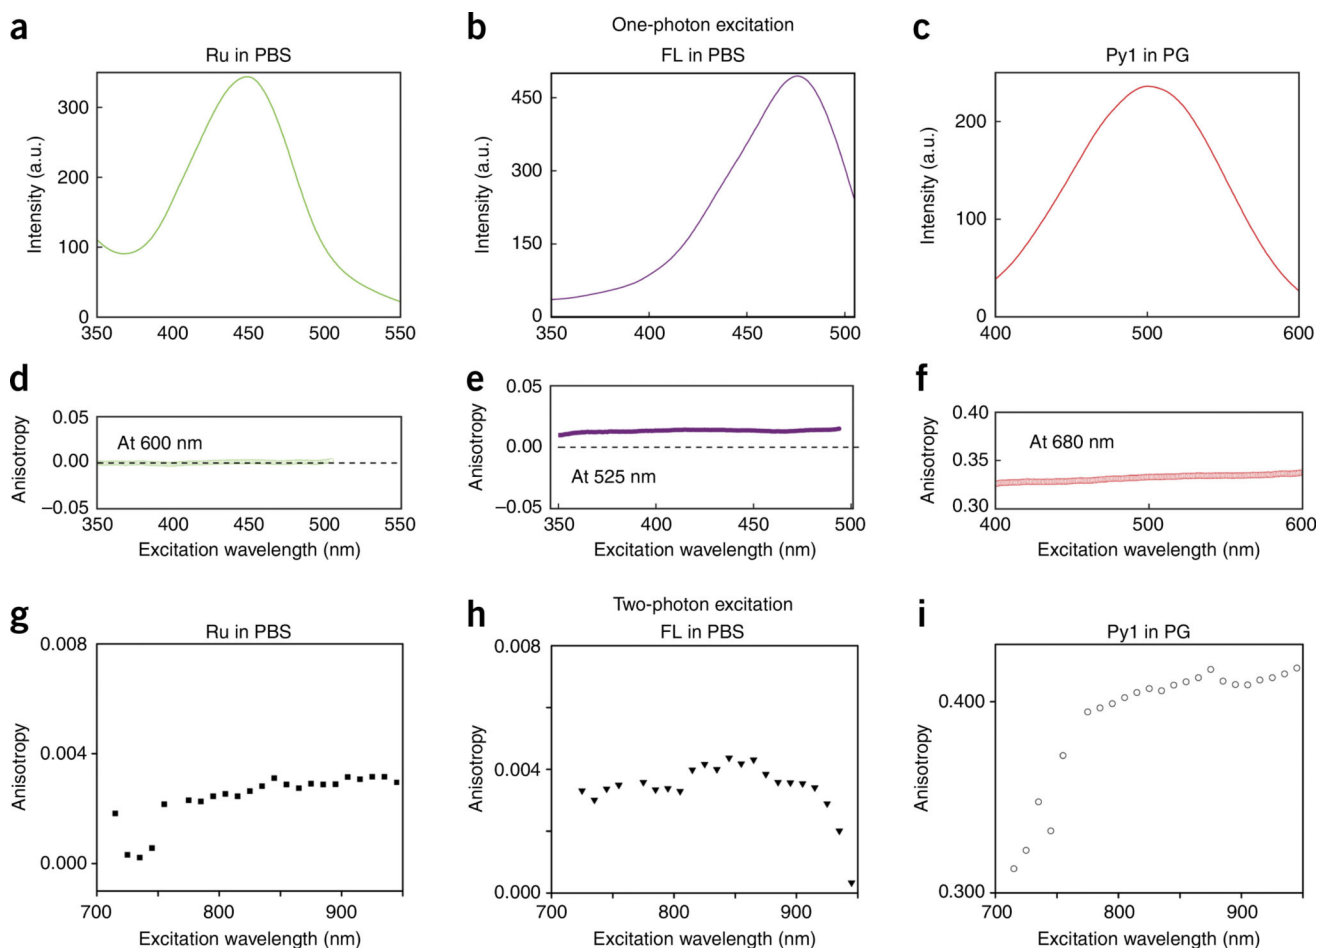 a
b
One-photon excitation
c
Ru in PBS
FL in PBS
Py1 in PG
Intensity (a.u.)
300
200
100
0
350 400 450 500 550
Intensity (a.u.)
450
300
150
0
350 400 450 500
Intensity (a.u.)
200
100
0
400 500 600
d
Anisotropy
0.05
0.00
–0.05
At 600 nm
350 400 450 500 550
Excitation wavelength (nm)
e
Anisotropy
0.05
0.00
–0.05
At 525 nm
350 400 450 500
Excitation wavelength (nm)
f
Anisotropy
0.40
0.35
0.30
At 680 nm
400 500 600
Excitation wavelength (nm)
g
h
Two-photon excitation
i
Ru in PBS
FL in PBS
Py1 in PG
Anisotropy
0.008
0.004
0.000
700 800 900
Excitation wavelength (nm)
Anisotropy
0.008
0.004
0.000
700 800 900
Excitation wavelength (nm)
Anisotropy
0.400
0.300
700 800 900
Excitation wavelength (nm)